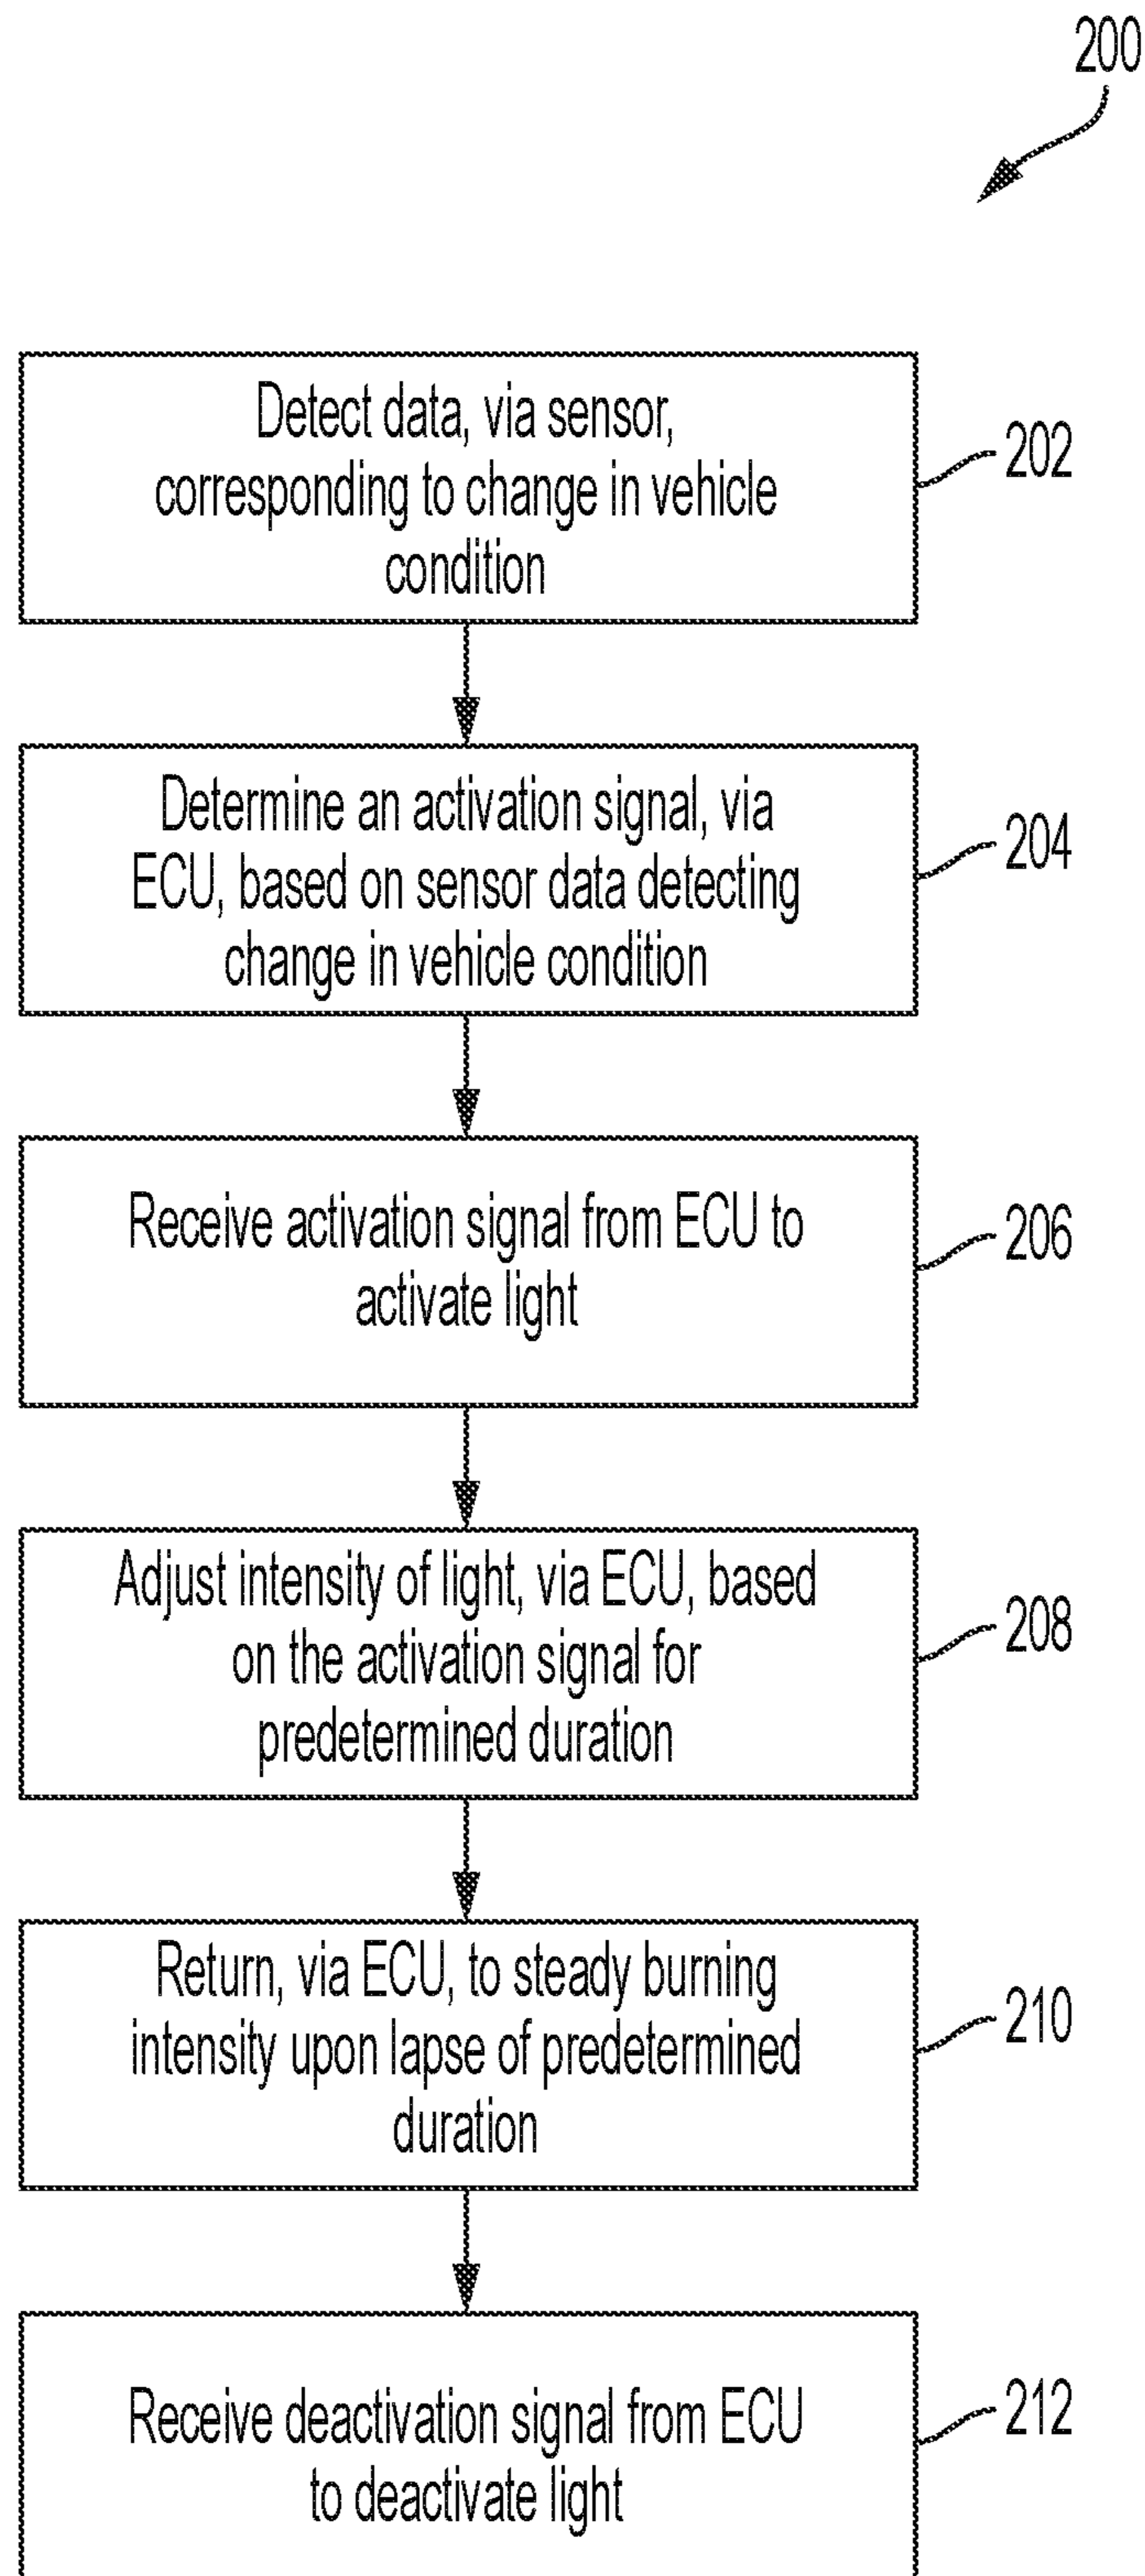 200
Detect data, via sensor,
corresponding to change in vehicle
condition
202
Determine an activation signal, via
ECU, based on sensor data detecting
change in vehicle condition
204
Receive activation signal from ECU to
activate light
206
Adjust intensity of light, via ECU, based
on the activation signal for
predetermined duration
208
Return, via ECU, to steady burning
intensity upon lapse of predetermined
duration
210
Receive deactivation signal from ECU
to deactivate light
212